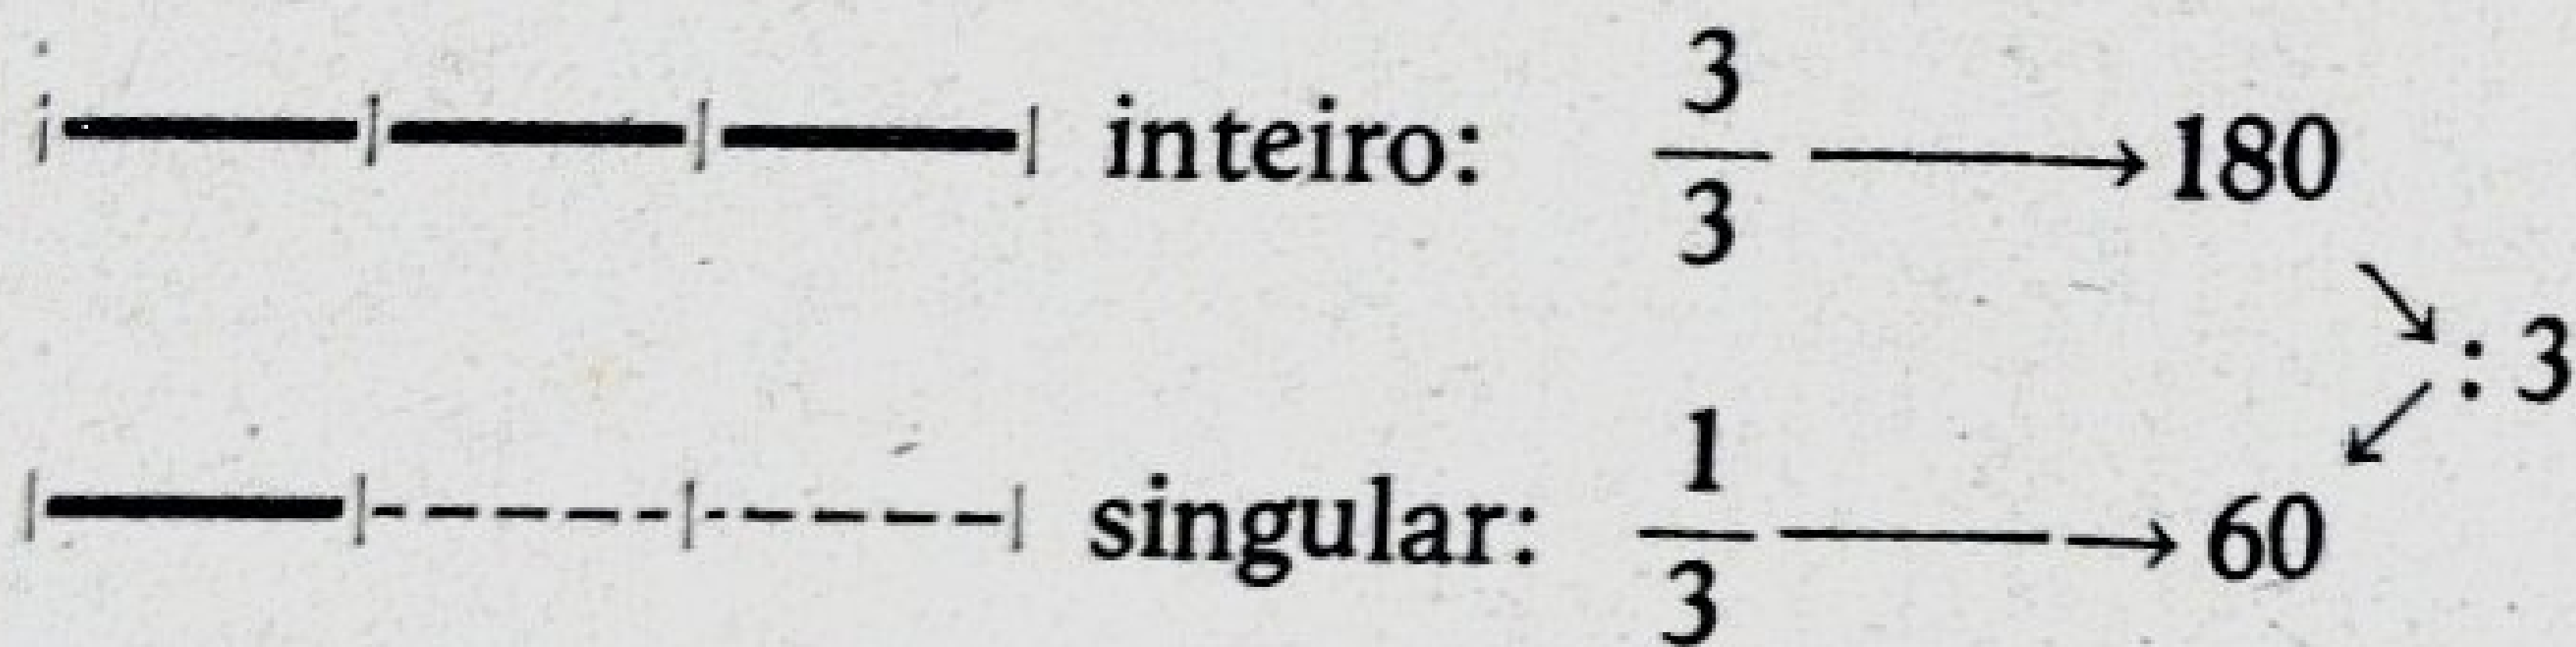 inteiro: 3/3 → 180
: 3
singular: 1/3 → 60